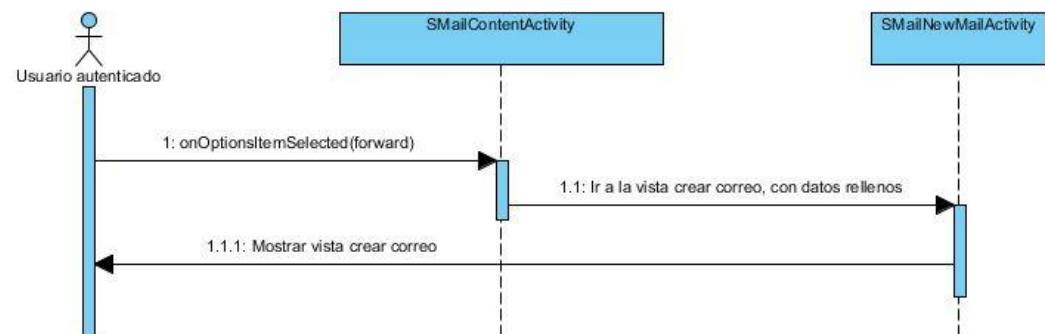 SMailContentActivity
SMailNewMailActivity
Usuario autenticado
1: onOptionsItemSelected(forward)
1.1: Ir a la vista crear correo, con datos rellenos
1.1.1: Mostrar vista crear correo